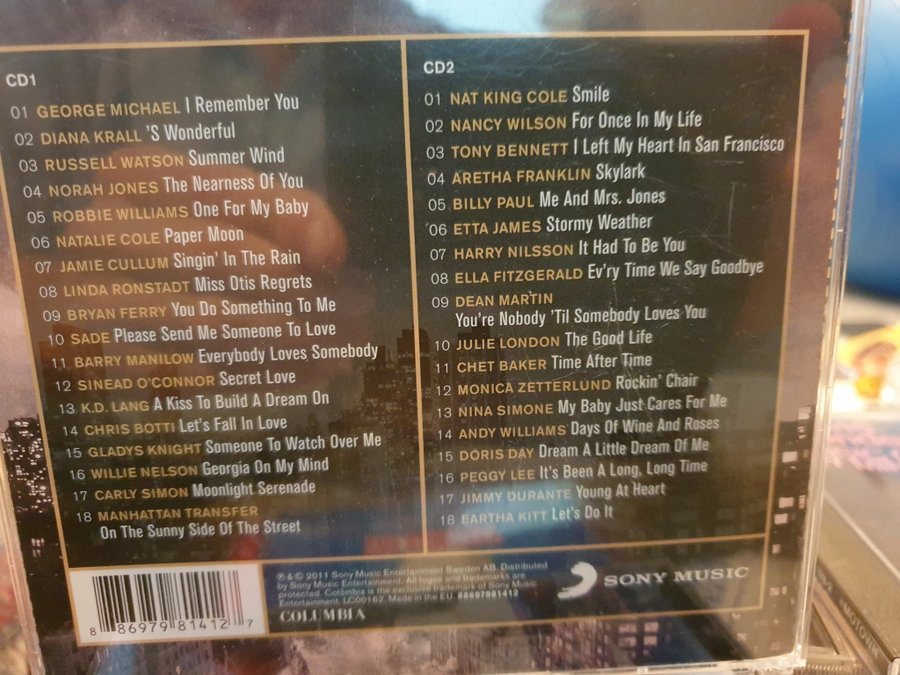 CD1
01 GEORGE MICHAEL I Remember You
02 DIANA KRALL 'S Wonderful
03 RUSSELL WATSON Summer Wind
04 NORAH JONES The Nearness Of You
05 ROBBIE WILLIAMS One For My Baby
06 NATALIE COLE Paper Moon
07 JAMIE CULLUM Singin' In The Rain
08 LINDA RONSTADT Miss Otis Regrets
09 BRYAN FERRY You Do Something To Me
10 SADE Please Send Me Someone To Love
11 BARRY MANILOW Everybody Loves Somebody
12 SINEAD O'CONNOR Secret Love
13 K.D. LANG A Kiss To Build A Dream On
14 CHRIS BOTTI Let's Fall In Love
15 GLADYS KNIGHT Someone To Watch Over Me
16 WILLIE NELSON Georgia On My Mind
17 CARLY SIMON Moonlight Serenade
18 MANHATTAN TRANSFER
On The Sunny Side Of The Street
CD2
01 NAT KING COLE Smile
02 NANCY WILSON For Once In My Life
03 TONY BENNETT I Left My Heart In San Francisco
04 ARETHA FRANKLIN Skylark
05 BILLY PAUL Me And Mrs. Jones
06 ETTA JAMES Stormy Weather
07 HARRY NILSSON It Had To Be You
08 ELLA FITZGERALD Ev'ry Time We Say Goodbye
09 DEAN MARTIN
You're Nobody 'Til Somebody Loves You
10 JULIE LONDON The Good Life
11 CHET BAKER Time After Time
12 MONICA ZETTERLUND Rockin' Chair
13 NINA SIMONE My Baby Just Cares For Me
14 ANDY WILLIAMS Days Of Wine And Roses
15 DORIS DAY Dream A Little Dream Of Me
16 PEGGY LEE It's Been A Long, Long Time
17 JIMMY DURANTE Young At Heart
18 EARTHA KITT Let's Do It
8 86979 81412 7
℗ & © 2011 Sony Music Entertainment Sweden AB. Distributed
by Sony Music Entertainment. All logos and trademarks are
protected. Columbia is the exclusive trademark of Sony Music
Entertainment. LC00162. Made in the EU. 88697981412
COLUMBIA
SONY MUSIC
MOTOWN